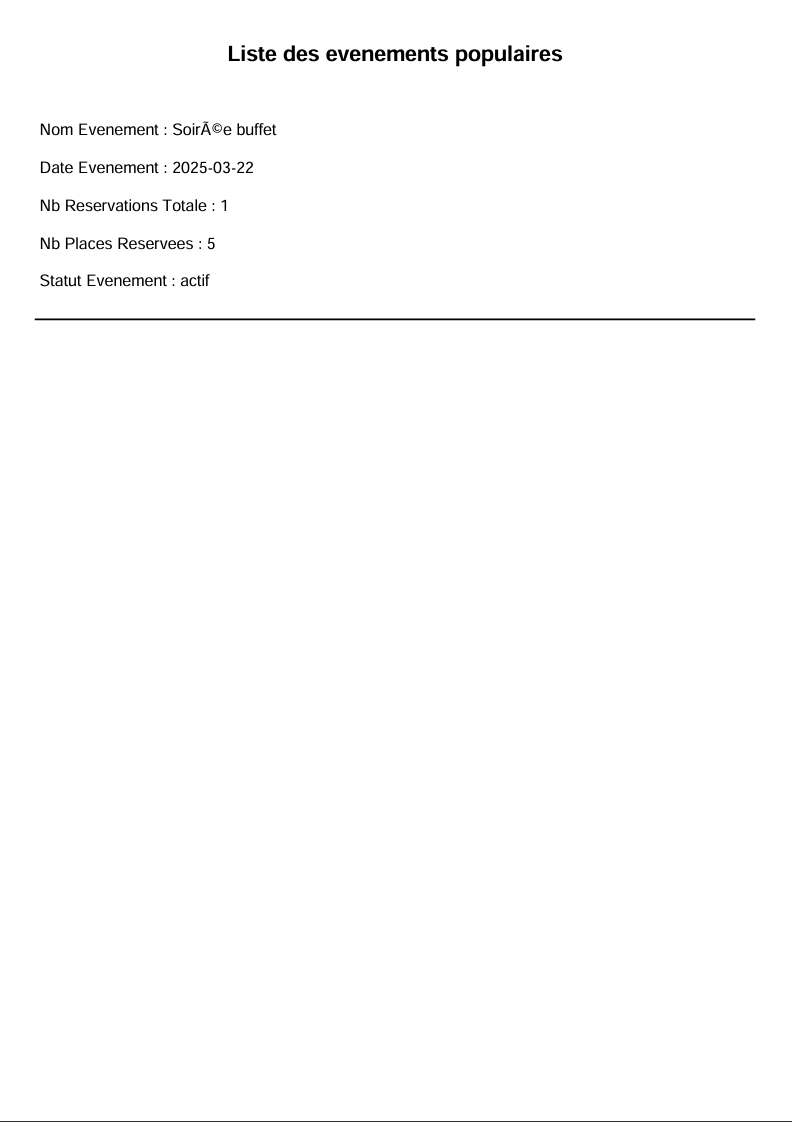 Liste des evenements populaires
Nom Evenement : SoirÃ©e buffet
Date Evenement : 2025-03-22
Nb Reservations Totale : 1
Nb Places Reservees : 5
Statut Evenement : actif